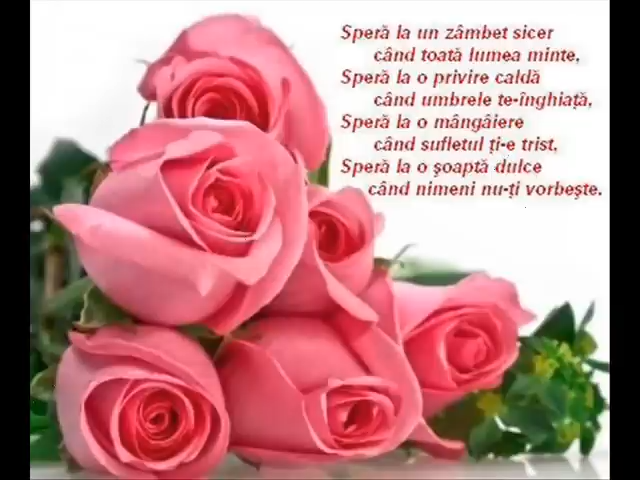 Speră la un zâmbet sicer
când toată lumea minte,
Speră la o privire caldă
când umbrele te-înghiață,
Speră la o mângâiere
când sufletul ți-e trist,
Speră la o șoaptă dulce
când nimeni nu-ți vorbește.